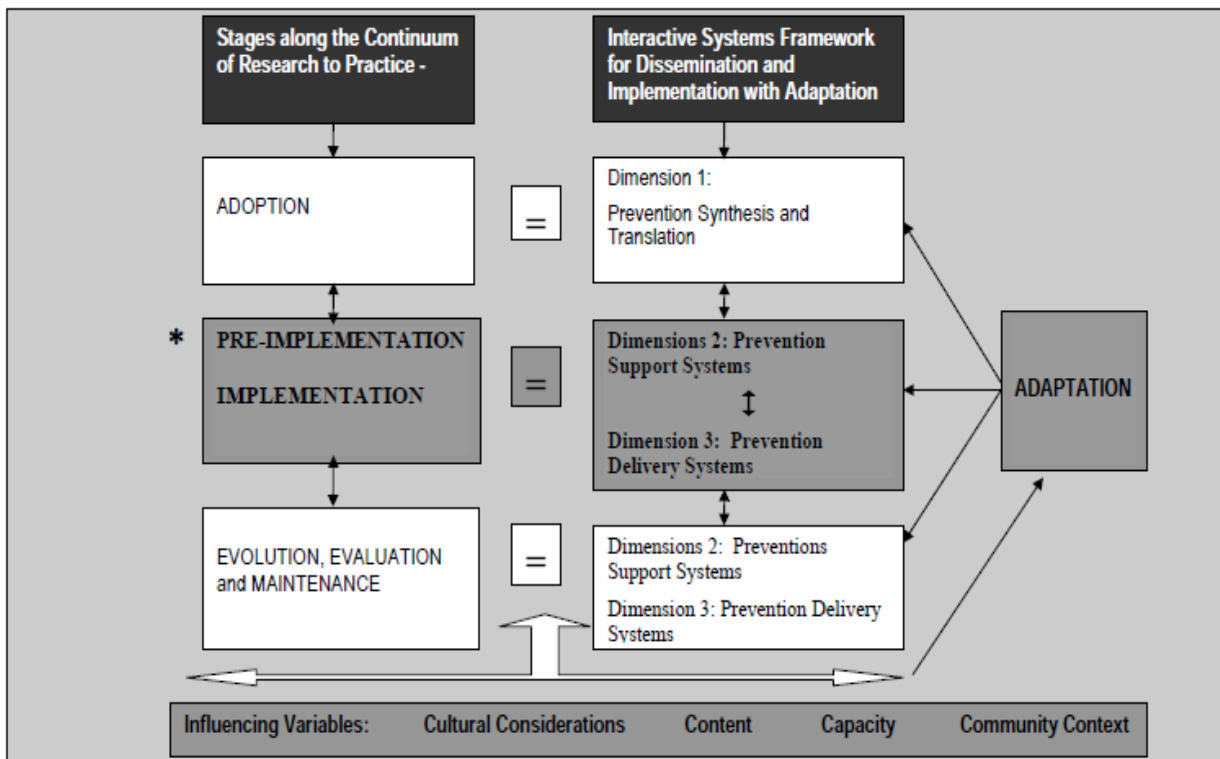 Stages along the Continuum
of Research to Practice -
Interactive Systems Framework
for Dissemination and
Implementation with Adaptation
ADOPTION
=
Dimension 1:
Prevention Synthesis and
Translation
*
PRE-IMPLEMENTATION
IMPLEMENTATION
=
Dimensions 2: Prevention
Support Systems
Dimension 3: Prevention
Delivery Systems
ADAPTATION
EVOLUTION, EVALUATION
and MAINTENANCE
=
Dimensions 2: Preventions
Support Systems
Dimension 3: Prevention Delivery
Systems
Influencing Variables: Cultural Considerations Content Capacity Community Context